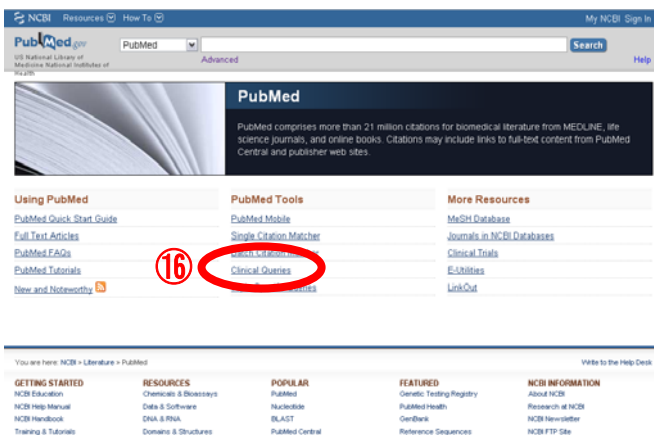 NCBI Resources How To My NCBI Sign In
PubMed.gov PubMed Search
US National Library of
Medicine National Institutes of
Health
Advanced Help
PubMed
PubMed comprises more than 21 million citations for biomedical literature from MEDLINE, life
science journals, and online books. Citations may include links to full-text content from PubMed
Central and publisher web sites.
Using PubMed PubMed Tools More Resources
PubMed Quick Start Guide PubMed Mobile MeSH Database
Full Text Articles Single Citation Matcher Journals in NCBI Databases
PubMed FAQs Batch Citation Matcher Clinical Trials
PubMed Tutorials ⑯ Clinical Queries E-Utilities
New and Noteworthy LinkOut
You are here: NCBI > Literature > PubMed Write to the Help Desk
GETTING STARTED RESOURCES POPULAR FEATURED NCBI INFORMATION
NCBI Education Chemicals & Bioassays PubMed Genetic Testing Registry About NCBI
NCBI Help Manual Data & Software Nucleotide PubMed Health Research at NCBI
NCBI Handbook DNA & RNA BLAST GenBank NCBI Newsletter
Training & Tutorials Domains & Structures PubMed Central Reference Sequences NCBI FTP Site